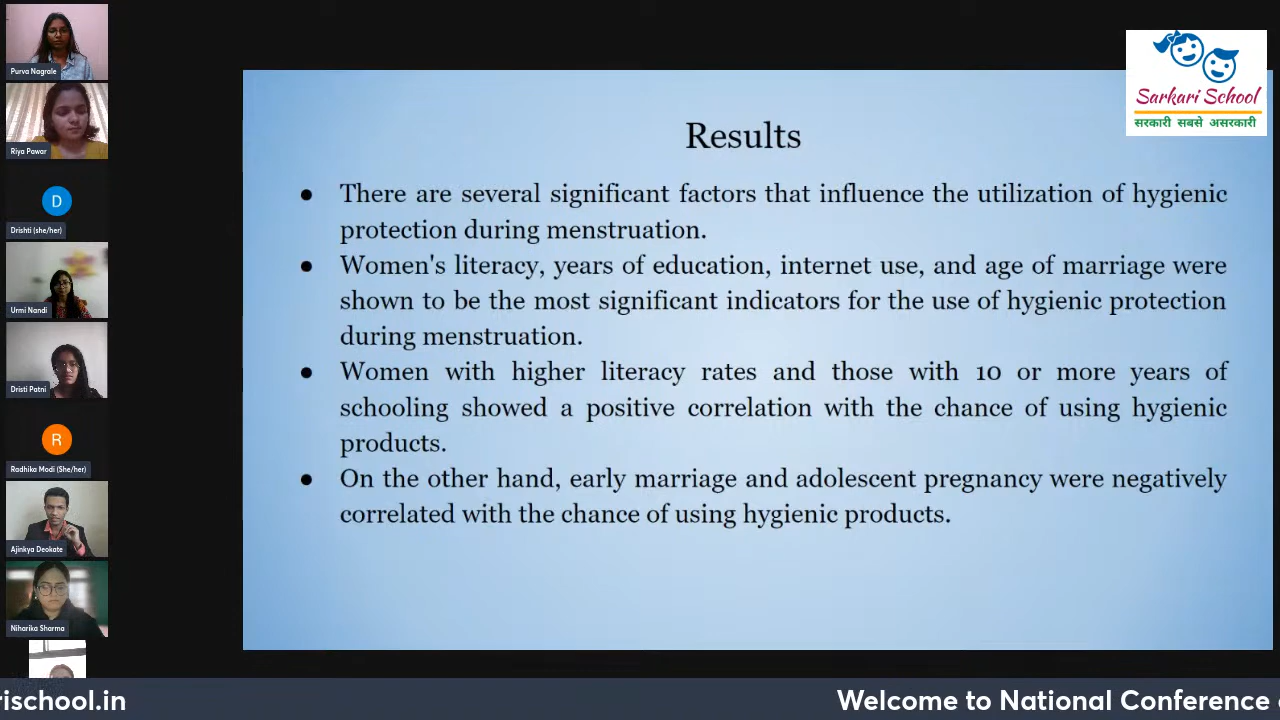 Purva Nagrale
Riya Pawar
D
Drishti (she/her)
Urmi Nandi
Dristi Patni
R
Radhika Modi (She/her)
Ajinkya Deokate
Niharika Sharma
Sarkari School
सरकारी सबसे असरकारी
Results
● There are several significant factors that influence the utilization of hygienic
protection during menstruation.
● Women's literacy, years of education, internet use, and age of marriage were
shown to be the most significant indicators for the use of hygienic protection
during menstruation.
● Women with higher literacy rates and those with 10 or more years of
schooling showed a positive correlation with the chance of using hygienic
products.
● On the other hand, early marriage and adolescent pregnancy were negatively
correlated with the chance of using hygienic products.
rischool.in
Welcome to National Conference